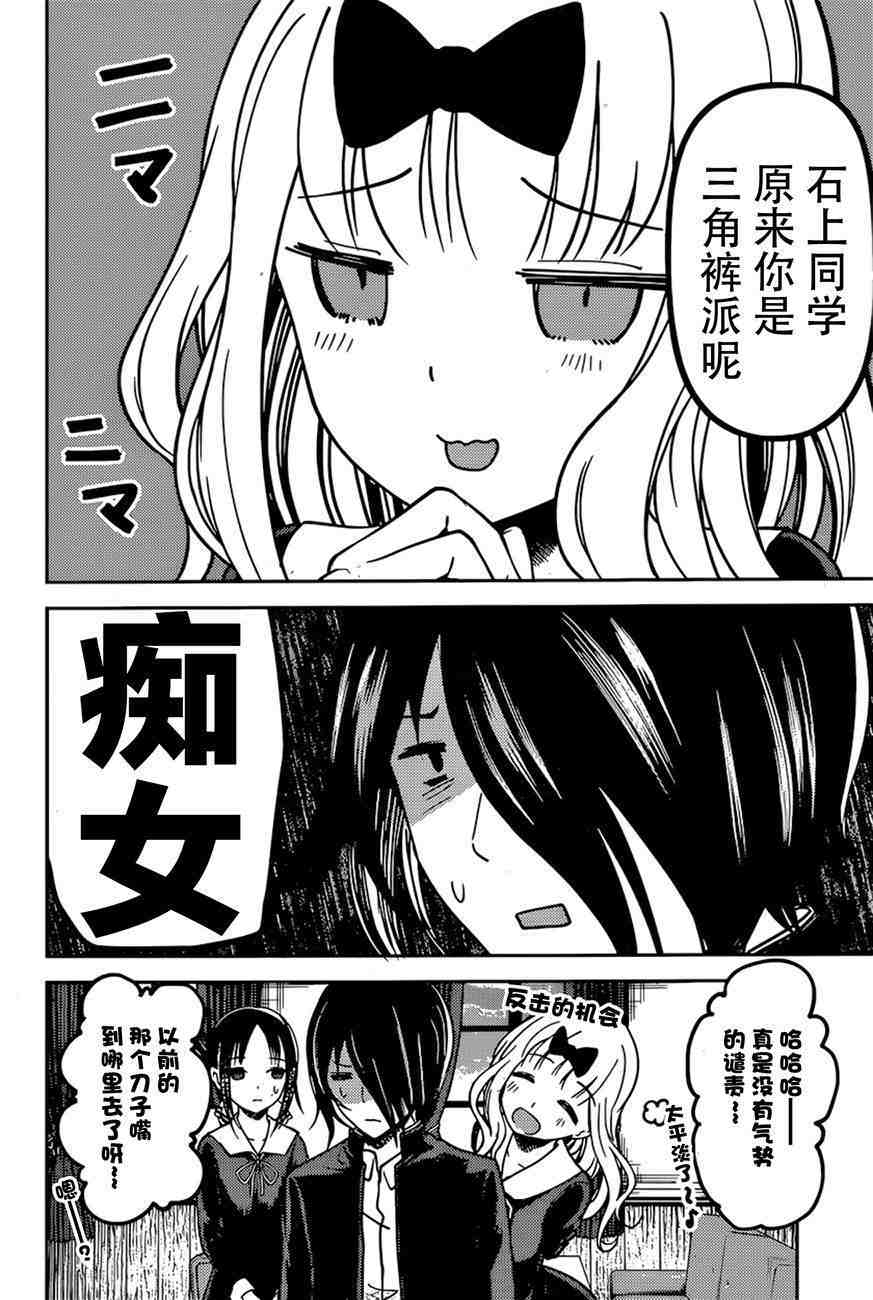 石上同学
原来你是
三角裤派呢
ニマ
ニマ
痴女
反击的机会
哈哈哈——
真是没有气势
的谴责~~
太平淡了~~♪
以前的
那个刀子嘴
到哪里去了呀~~
嗯——?